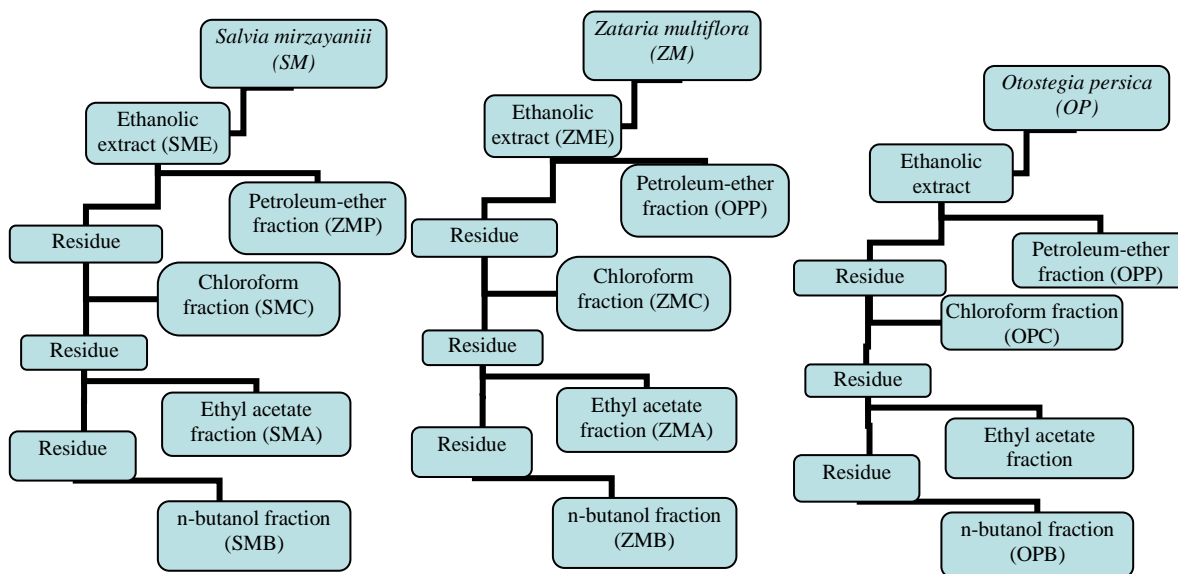 Salvia mirzayaniii
(SM)
Ethanolic
extract (SME)
Petroleum-ether
fraction (ZMP)
Residue
Chloroform
fraction (SMC)
Residue
Ethyl acetate
fraction (SMA)
Residue
n-butanol fraction
(SMB)
Zataria multiflora
(ZM)
Ethanolic
extract (ZME)
Petroleum-ether
fraction (OPP)
Residue
Chloroform
fraction (ZMC)
Residue
Ethyl acetate
fraction (ZMA)
Residue
n-butanol fraction
(ZMB)
Otostegia persica
(OP)
Ethanolic
extract
Petroleum-ether
fraction (OPP)
Residue
Chloroform fraction
(OPC)
Residue
Ethyl acetate
fraction
Residue
n-butanol fraction
(OPB)